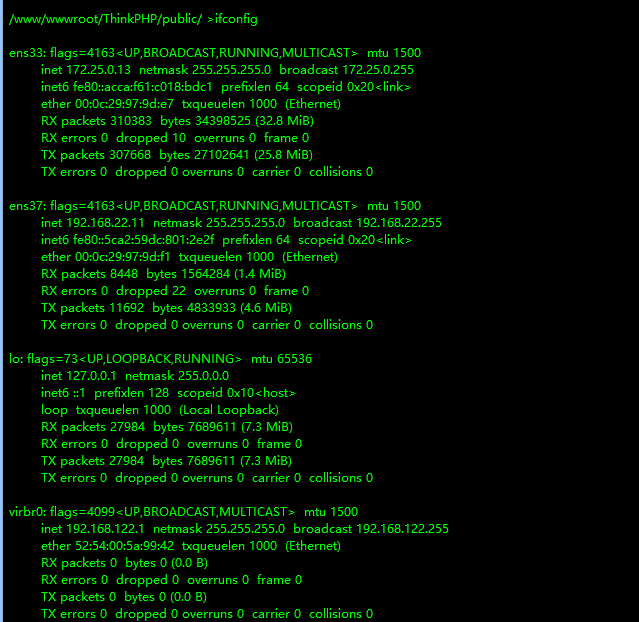 /www/wwwroot/ThinkPHP/public/ >ifconfig
ens33: flags=4163<UP,BROADCAST,RUNNING,MULTICAST> mtu 1500
inet 172.25.0.13 netmask 255.255.255.0 broadcast 172.25.0.255
inet6 fe80::acca:f61:c018:bdc1 prefixlen 64 scopeid 0x20<link>
ether 00:0c:29:97:9d:e7 txqueuelen 1000 (Ethernet)
RX packets 310383 bytes 34398525 (32.8 MiB)
RX errors 0 dropped 10 overruns 0 frame 0
TX packets 307668 bytes 27102641 (25.8 MiB)
TX errors 0 dropped 0 overruns 0 carrier 0 collisions 0
ens37: flags=4163<UP,BROADCAST,RUNNING,MULTICAST> mtu 1500
inet 192.168.22.11 netmask 255.255.255.0 broadcast 192.168.22.255
inet6 fe80::5ca2:59dc:801:2e2f prefixlen 64 scopeid 0x20<link>
ether 00:0c:29:97:9d:f1 txqueuelen 1000 (Ethernet)
RX packets 8448 bytes 1564284 (1.4 MiB)
RX errors 0 dropped 22 overruns 0 frame 0
TX packets 11692 bytes 4833933 (4.6 MiB)
TX errors 0 dropped 0 overruns 0 carrier 0 collisions 0
lo: flags=73<UP,LOOPBACK,RUNNING> mtu 65536
inet 127.0.0.1 netmask 255.0.0.0
inet6 ::1 prefixlen 128 scopeid 0x10<host>
loop txqueuelen 1000 (Local Loopback)
RX packets 27984 bytes 7689611 (7.3 MiB)
RX errors 0 dropped 0 overruns 0 frame 0
TX packets 27984 bytes 7689611 (7.3 MiB)
TX errors 0 dropped 0 overruns 0 carrier 0 collisions 0
virbr0: flags=4099<UP,BROADCAST,MULTICAST> mtu 1500
inet 192.168.122.1 netmask 255.255.255.0 broadcast 192.168.122.255
ether 52:54:00:5a:99:42 txqueuelen 1000 (Ethernet)
RX packets 0 bytes 0 (0.0 B)
RX errors 0 dropped 0 overruns 0 frame 0
TX packets 0 bytes 0 (0.0 B)
TX errors 0 dropped 0 overruns 0 carrier 0 collisions 0